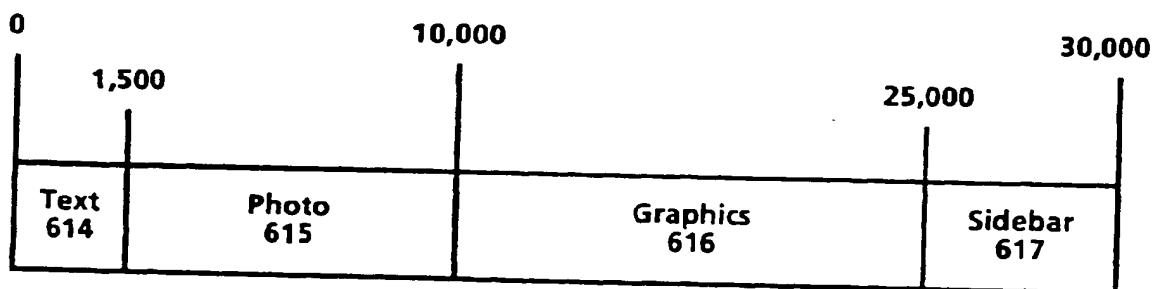 0
10,000
30,000
1,500
25,000
Text
614
Photo
615
Graphics
616
Sidebar
617